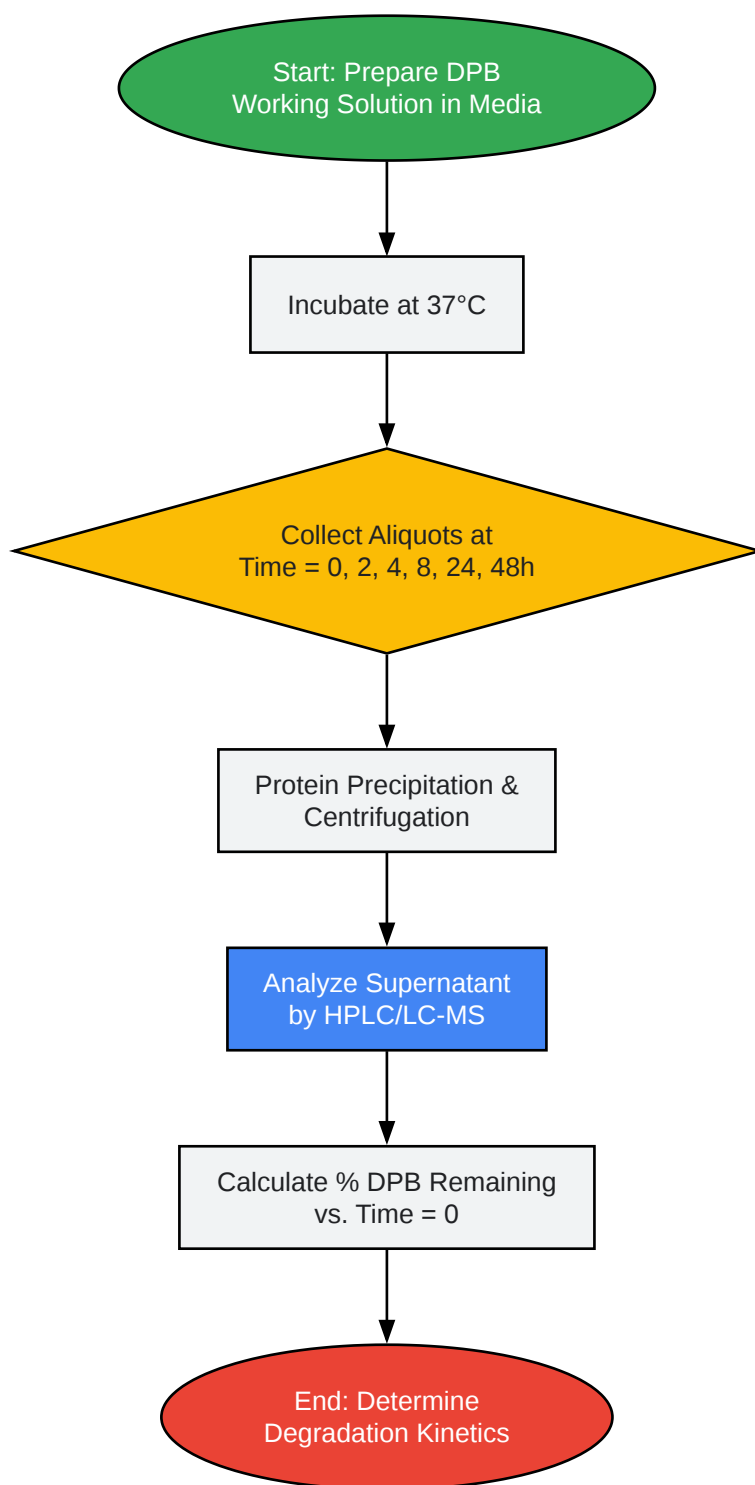 Start: Prepare DPB
Working Solution in Media
Incubate at 37°C
Collect Aliquots at
Time = 0, 2, 4, 8, 24, 48h
Protein Precipitation &
Centrifugation
Analyze Supernatant
by HPLC/LC-MS
Calculate % DPB Remaining
vs. Time = 0
End: Determine
Degradation Kinetics